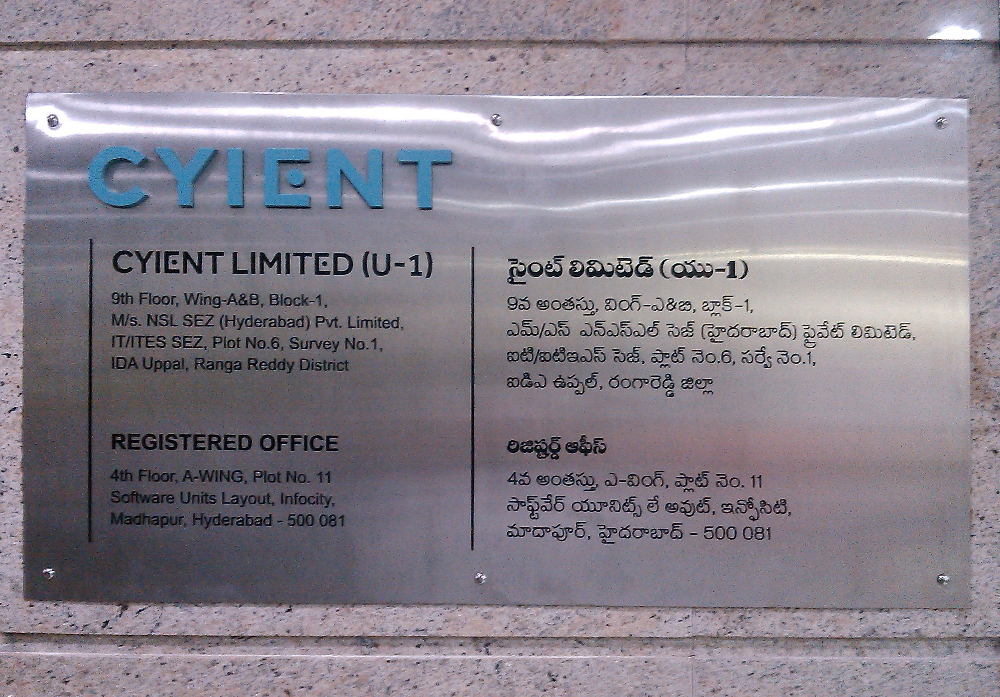 CYIENT
CYIENT LIMITED (U-1)
9th Floor, Wing-A&B, Block-1,
M/s. NSL SEZ (Hyderabad) Pvt. Limited,
IT/ITES SEZ, Plot No.6, Survey No.1,
IDA Uppal, Ranga Reddy District
REGISTERED OFFICE
4th Floor, A-WING, Plot No. 11
Software Units Layout, Infocity,
Madhapur, Hyderabad - 500 081
సైంట్ లిమిటెడ్ (యు-1)
9వ అంతస్తు, వింగ్-ఎ&బి, బ్లాక్-1,
ఎమ్/ఎస్ ఎన్ఎస్ఎల్ సెజ్ (హైదరాబాద్) ప్రైవేట్ లిమిటెడ్,
ఐటి/ఐటిఇఎస్ సెజ్, ప్లాట్ నెం.6, సర్వే నెం.1,
ఐడిఎ ఉప్పల్, రంగారెడ్డి జిల్లా
రిజిష్టర్డ్ ఆఫీస్
4వ అంతస్తు, ఎ-వింగ్, ప్లాట్ నెం. 11
సాఫ్ట్‌వేర్ యూనిట్స్ లే అవుట్, ఇన్ఫోసిటి,
మాదాపూర్, హైదరాబాద్ - 500 081